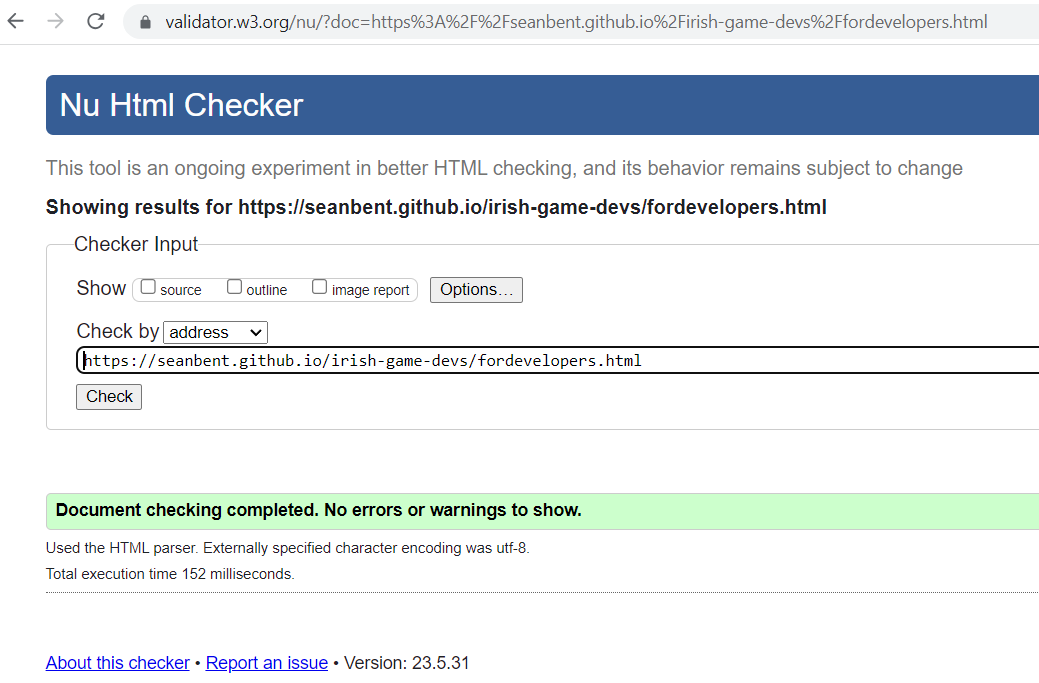 validator.w3.org/nu/?doc=https%3A%2F%2Fseanbent.github.io%2Firish-game-devs%2Ffordevelopers.html
Nu Html Checker
This tool is an ongoing experiment in better HTML checking, and its behavior remains subject to change
Showing results for https://seanbent.github.io/irish-game-devs/fordevelopers.html
Checker Input
Show source outline image report Options...
Check by address
https://seanbent.github.io/irish-game-devs/fordevelopers.html
Check
Document checking completed. No errors or warnings to show.
Used the HTML parser. Externally specified character encoding was utf-8.
Total execution time 152 milliseconds.
About this checker • Report an issue • Version: 23.5.31